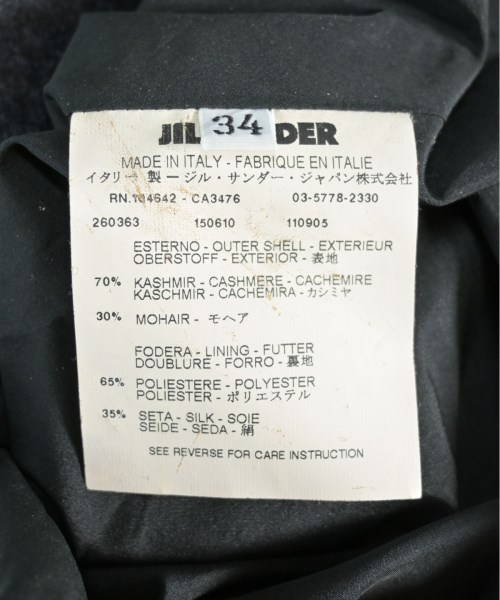 JIL 34 DER
MADE IN ITALY - FABRIQUE EN ITALIE
イタリー 製 ー ジル・サンダー・ジャパン株式会社
RN.104642 - CA3476 03-5778-2330
260363 150610 110905
ESTERNO - OUTER SHELL - EXTERIEUR
OBERSTOFF - EXTERIOR - 表地
70% KASHMIR - CASHMERE - CACHEMIRE
KASCHMIR - CACHEMIRA - カシミヤ
30% MOHAIR - モヘア
FODERA - LINING - FUTTER
DOUBLURE - FORRO - 裏地
65% POLIESTERE - POLYESTER
POLIESTER - ポリエステル
35% SETA - SILK - SOIE
SEIDE - SEDA - 絹
SEE REVERSE FOR CARE INSTRUCTION